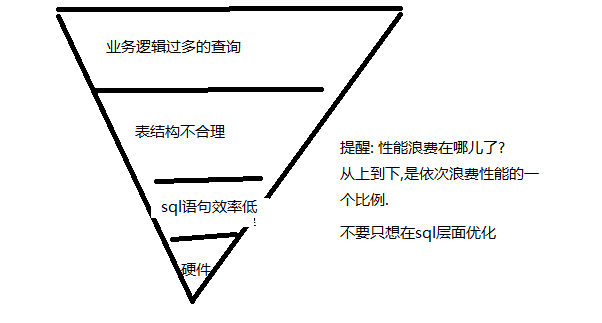 业务逻辑过多的查询
表结构不合理
sql语句效率低
硬件
提醒: 性能浪费在哪儿了?
从上到下,是依次浪费性能的一
个比例.
不要只想在sql层面优化